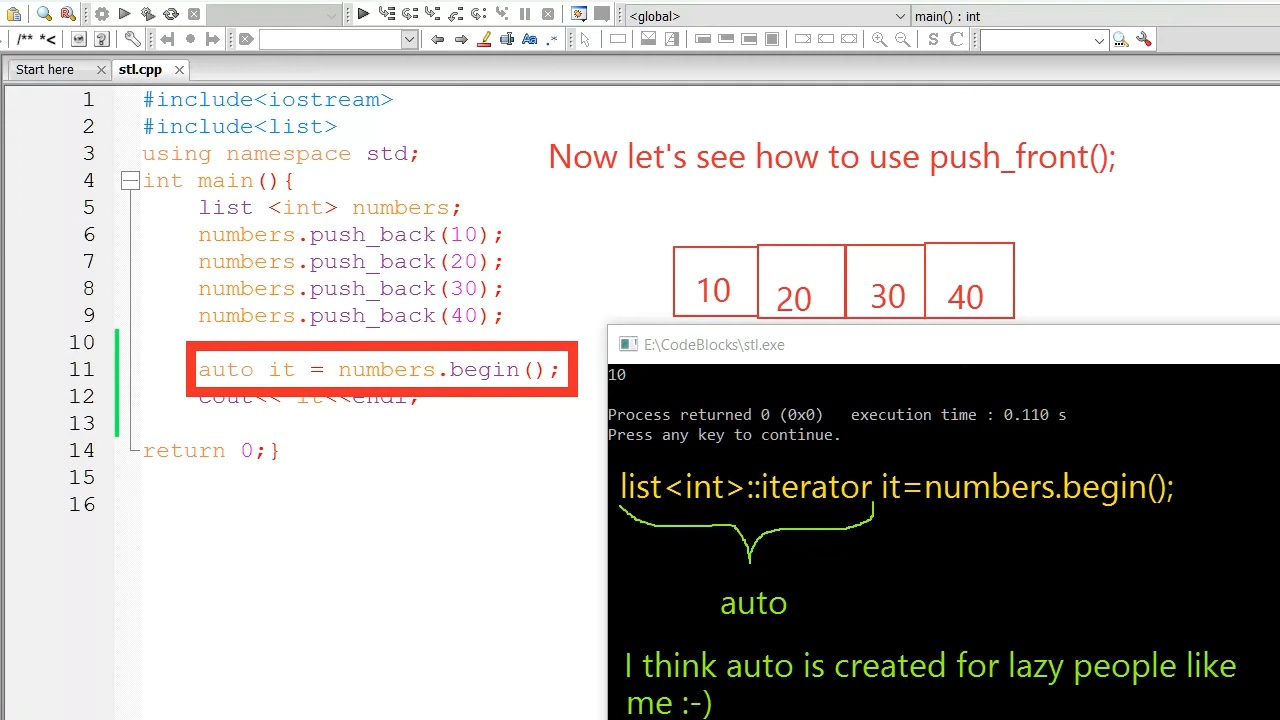 <global>
main() : int
/** *<
Aa .*
S C
Start here
stl.cpp
1 #include<iostream>
2 #include<list>
3 using namespace std;
4 int main(){
5 list <int> numbers;
6 numbers.push_back(10);
7 numbers.push_back(20);
8 numbers.push_back(30);
9 numbers.push_back(40);
10
11 auto it = numbers.begin();
12 cout<< it<<endl;
13
14 return 0;}
15
16
Now let's see how to use push_front();
10 20 30 40
E:\CodeBlocks\stl.exe
10
Process returned 0 (0x0) execution time : 0.110 s
Press any key to continue.
list<int>::iterator it=numbers.begin();
auto
I think auto is created for lazy people like
me :-)